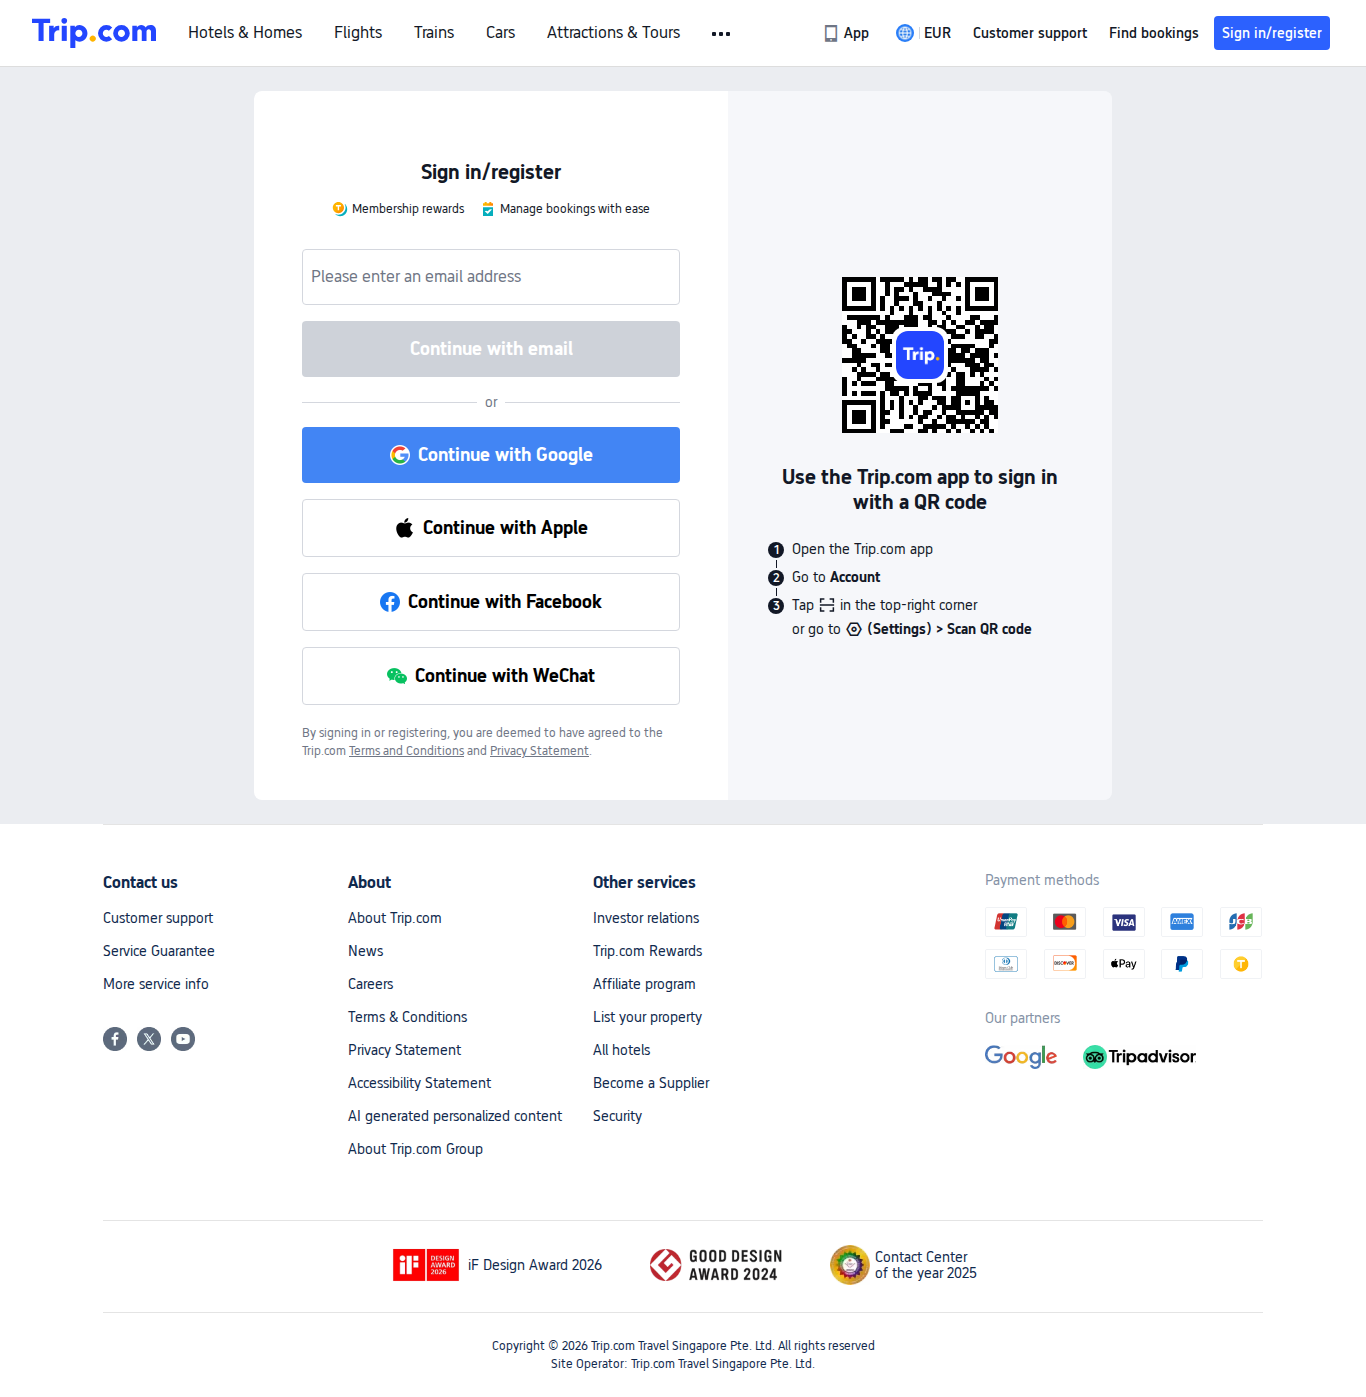 Trip.com
Hotels & Homes
Flights
Trains
Cars
Attractions & Tours
App
EUR
Customer support
Find bookings
Sign in/register
Sign in/register
Membership rewards
Manage bookings with ease
Please enter an email address
Continue with email
or
Continue with Google
Continue with Apple
Continue with Facebook
Continue with WeChat
By signing in or registering, you are deemed to have agreed to the
Trip.com Terms and Conditions and Privacy Statement.
Trip.
Use the Trip.com app to sign in
with a QR code
1 Open the Trip.com app
2 Go to Account
3 Tap in the top-right corner
or go to (Settings) > Scan QR code
Contact us
Customer support
Service Guarantee
More service info
About
About Trip.com
News
Careers
Terms & Conditions
Privacy Statement
Accessibility Statement
AI generated personalized content
About Trip.com Group
Other services
Investor relations
Trip.com Rewards
Affiliate program
List your property
All hotels
Become a Supplier
Security
Payment methods
VISA
AMEX
JCB
DISCOVER
Pay
Our partners
Google
Tripadvisor
iF
DESIGN
AWARD
2026
iF Design Award 2026
GOOD DESIGN
AWARD 2024
Contact Center
of the year 2025
Copyright © 2026 Trip.com Travel Singapore Pte. Ltd. All rights reserved
Site Operator: Trip.com Travel Singapore Pte. Ltd.